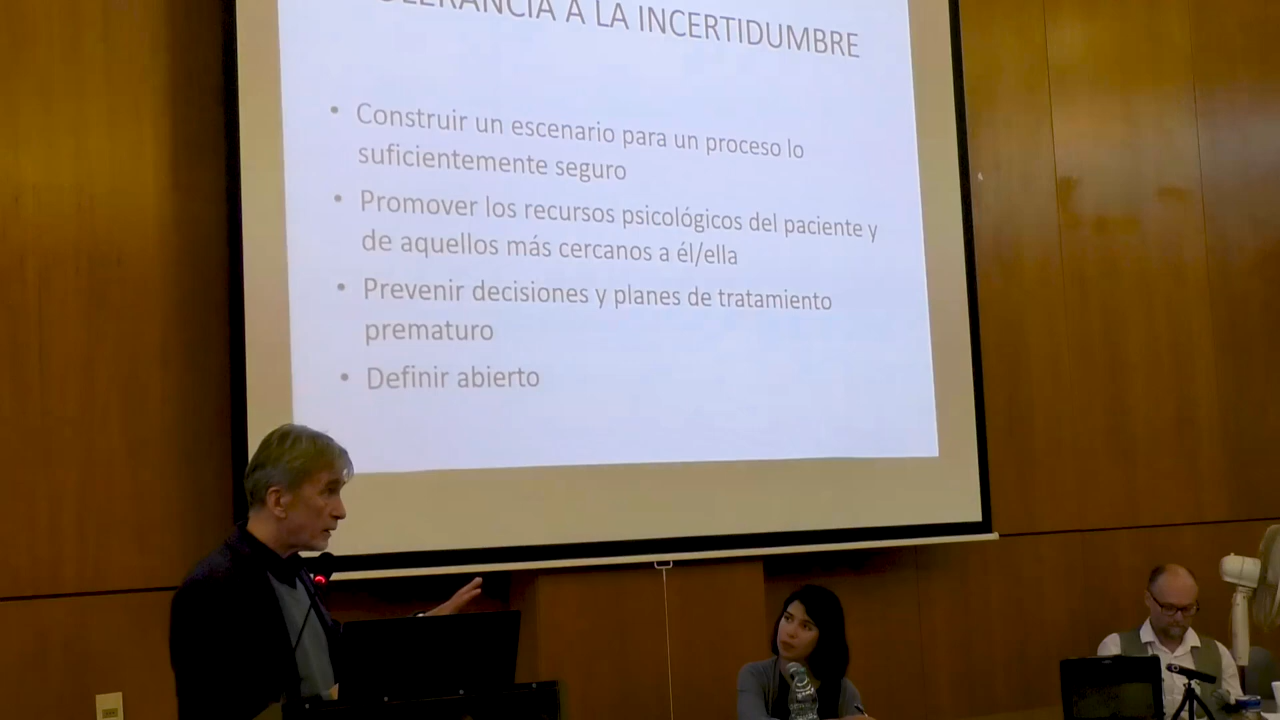 A LA INCERTIDUMBRE
• Construir un escenario para un proceso lo
suficientemente seguro
• Promover los recursos psicológicos del paciente y
de aquellos más cercanos a él/ella
• Prevenir decisiones y planes de tratamiento
prematuro
• Definir abierto